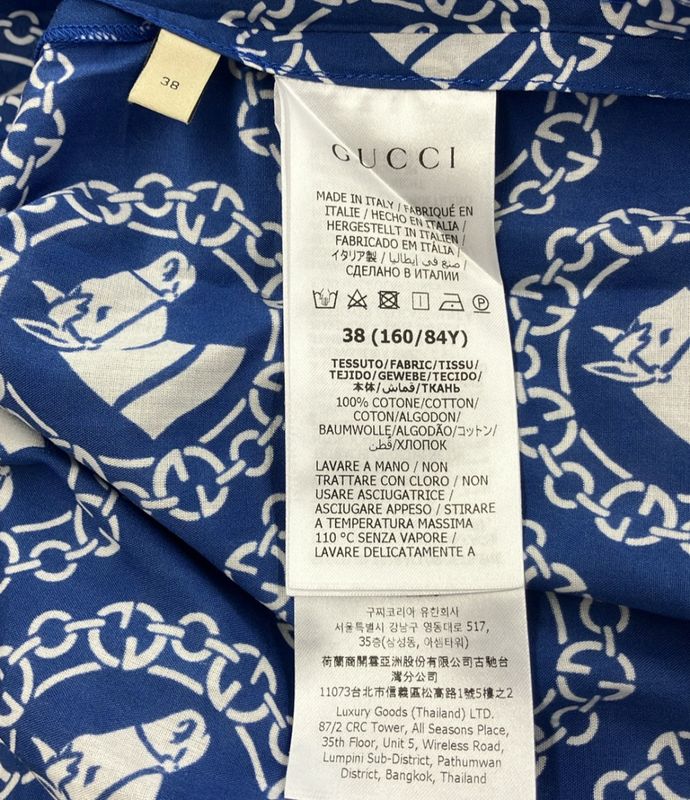 38
GUCCI
MADE IN ITALY / FABRIQUÉ EN
ITALIE / HECHO EN ITALIA /
HERGESTELLT IN ITALIEN /
FABRICADO EM ITÁLIA /
イタリア製 / صنع في إيطاليا /
СДЕЛАНО В ИТАЛИИ
38 (160/84Y)
TESSUTO/FABRIC/TISSU/
TEJIDO/GEWEBE/TECIDO/
本体/قماش/ТКАНЬ
100% COTONE/COTTON/
COTON/ALGODON/
BAUMWOLLE/ALGODÃO/コットン/
قطن/ХЛОПОК
LAVARE A MANO / NON
TRATTARE CON CLORO / NON
USARE ASCIUGATRICE /
ASCIUGARE APPESO / STIRARE
A TEMPERATURA MASSIMA
110 °C SENZA VAPORE /
LAVARE DELICATAMENTE A
구찌코리아 유한회사
서울특별시 강남구 영동대로 517,
35층(삼성동, 아셈타워)
荷蘭商開雲亞洲股份有限公司古馳台
灣分公司
11073台北市信義區松高路1號5樓之2
Luxury Goods (Thailand) LTD.
87/2 CRC Tower, All Seasons Place,
35th Floor, Unit 5, Wireless Road,
Lumpini Sub-District, Pathumwan
District, Bangkok, Thailand